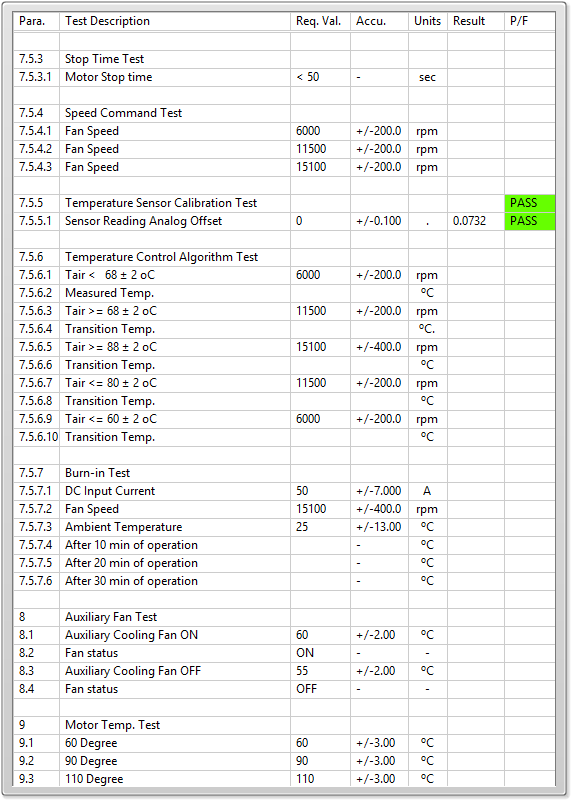 Para. Test Description Req. Val. Accu. Units Result P/F
7.5.3 Stop Time Test
7.5.3.1 Motor Stop time < 50 - sec
7.5.4 Speed Command Test
7.5.4.1 Fan Speed 6000 +/-200.0 rpm
7.5.4.2 Fan Speed 11500 +/-200.0 rpm
7.5.4.3 Fan Speed 15100 +/-200.0 rpm
7.5.5 Temperature Sensor Calibration Test PASS
7.5.5.1 Sensor Reading Analog Offset 0 +/-0.100 . 0.0732 PASS
7.5.6 Temperature Control Algorithm Test
7.5.6.1 Tair < 68 ± 2 oC 6000 +/-200.0 rpm
7.5.6.2 Measured Temp. ºC
7.5.6.3 Tair >= 68 ± 2 oC 11500 +/-200.0 rpm
7.5.6.4 Transition Temp. ºC.
7.5.6.5 Tair >= 88 ± 2 oC 15100 +/-400.0 rpm
7.5.6.6 Transition Temp. ºC
7.5.6.7 Tair <= 80 ± 2 oC 11500 +/-200.0 rpm
7.5.6.8 Transition Temp. ºC
7.5.6.9 Tair <= 60 ± 2 oC 6000 +/-200.0 rpm
7.5.6.10 Transition Temp. ºC
7.5.7 Burn-in Test
7.5.7.1 DC Input Current 50 +/-7.000 A
7.5.7.2 Fan Speed 15100 +/-400.0 rpm
7.5.7.3 Ambient Temperature 25 +/-13.00 ºC
7.5.7.4 After 10 min of operation - ºC
7.5.7.5 After 20 min of operation - ºC
7.5.7.6 After 30 min of operation - ºC
8 Auxiliary Fan Test
8.1 Auxiliary Cooling Fan ON 60 +/-2.00 ºC
8.2 Fan status ON - -
8.3 Auxiliary Cooling Fan OFF 55 +/-2.00 ºC
8.4 Fan status OFF - -
9 Motor Temp. Test
9.1 60 Degree 60 +/-3.00 ºC
9.2 90 Degree 90 +/-3.00 ºC
9.3 110 Degree 110 +/-3.00 ºC